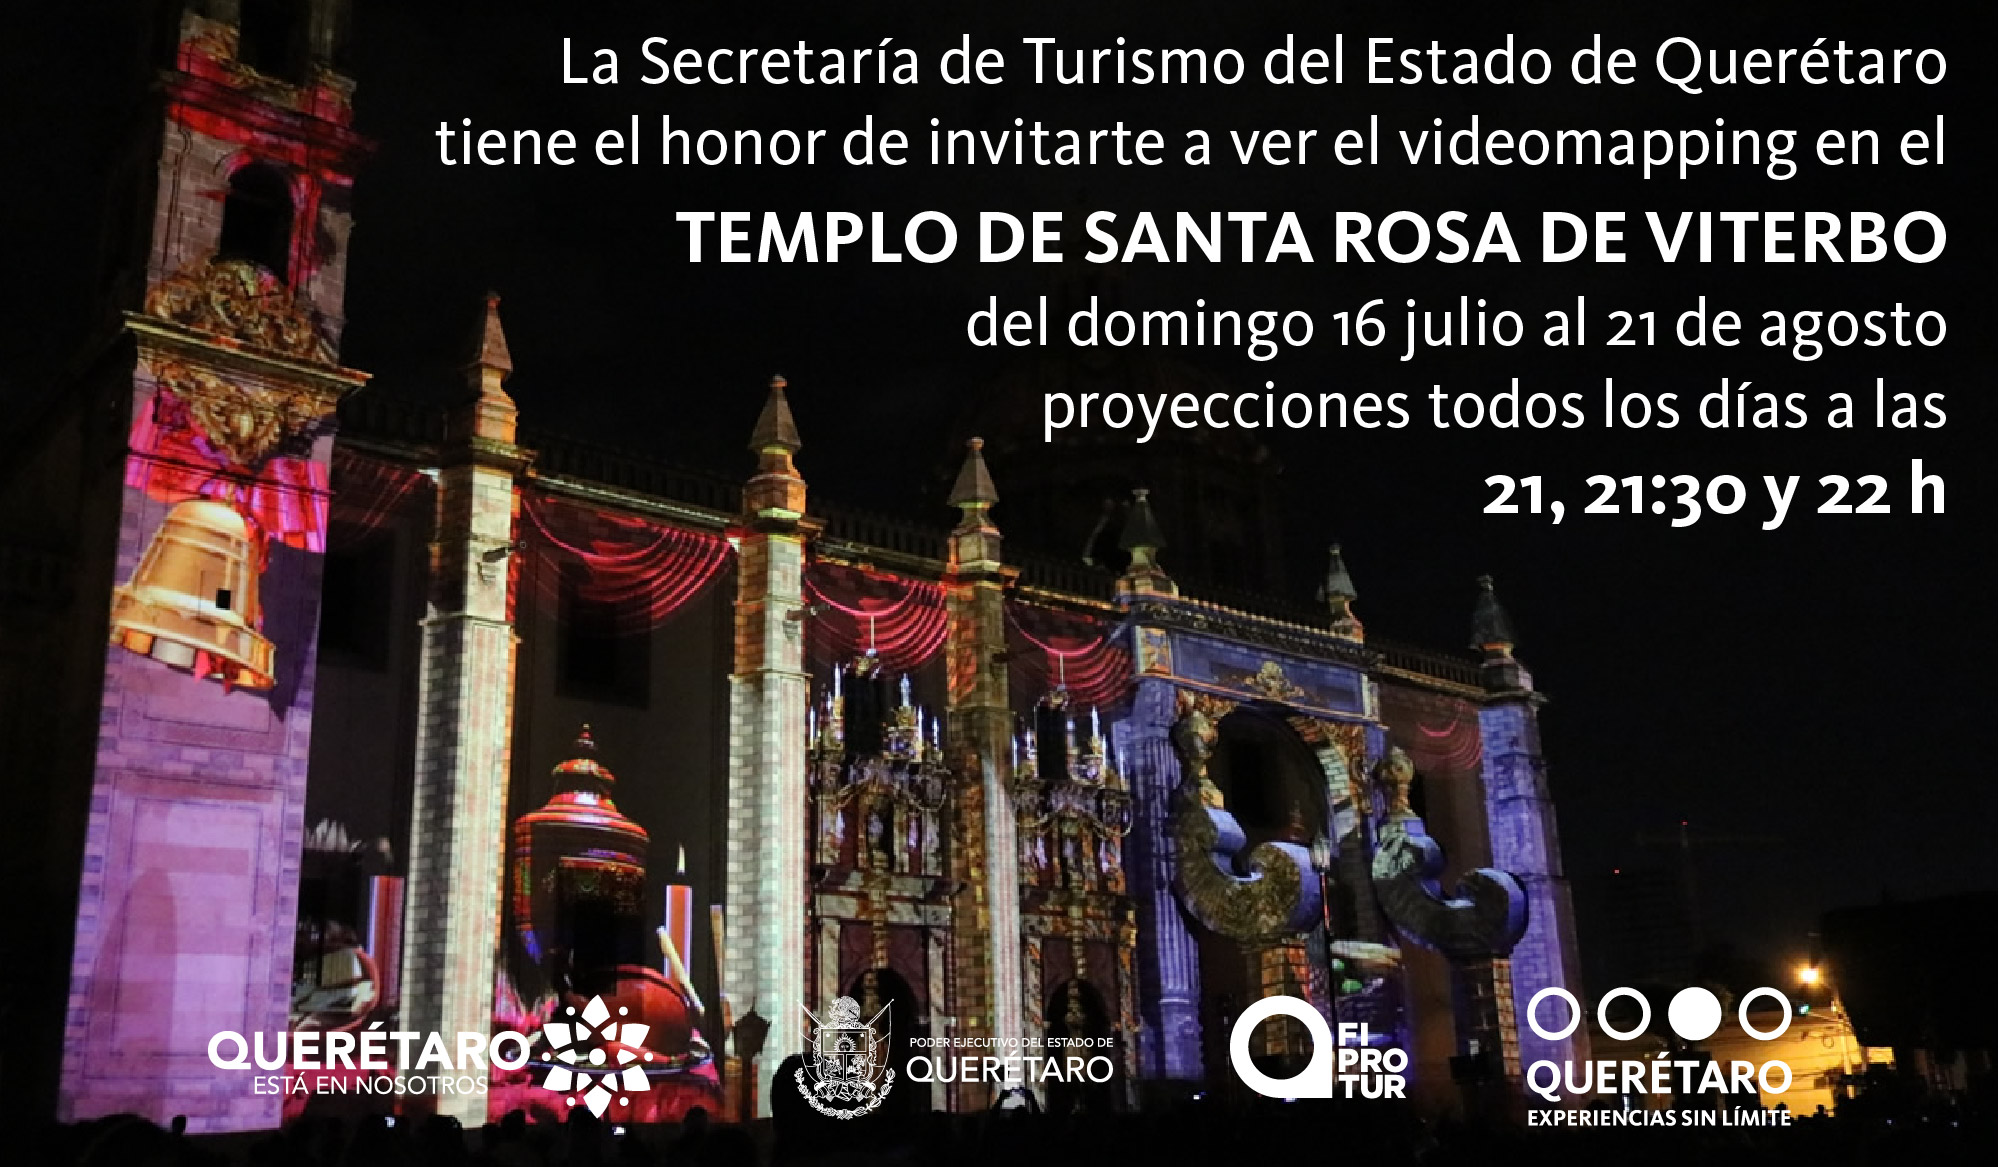 La Secretaría de Turismo del Estado de Querétaro
tiene el honor de invitarte a ver el videomapping en el
TEMPLO DE SANTA ROSA DE VITERBO
del domingo 16 julio al 21 de agosto
proyecciones todos los días a las
21, 21:30 y 22 h
QUERÉTARO
ESTÁ EN NOSOTROS
PODER EJECUTIVO DEL ESTADO DE
QUERÉTARO
FI
PRO
TUR
QUERÉTARO
EXPERIENCIAS SIN LÍMITE